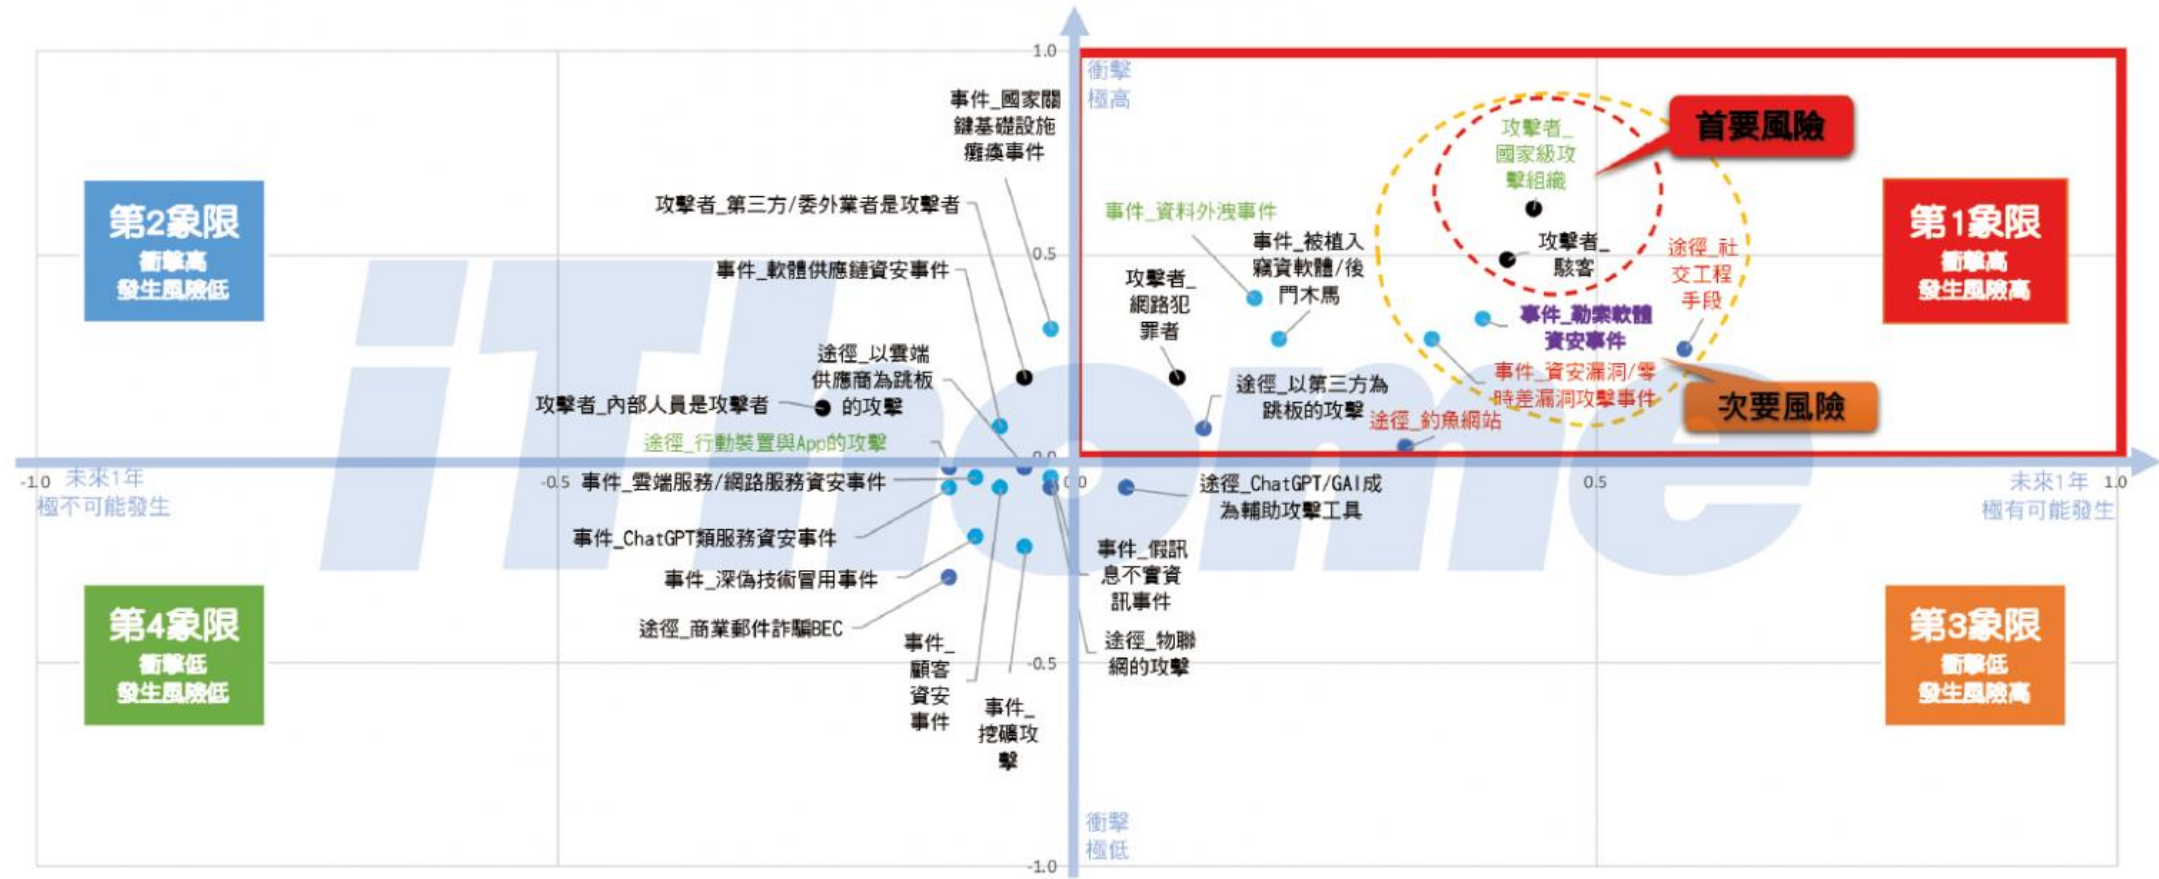 1.0
衝擊
極高
事件_國家關
鍵基礎設施
癱瘓事件
首要風險
攻擊者_
國家級攻
擊組織
第2象限
衝擊高
發生風險低
攻擊者_第三方/委外業者是攻擊者
事件_資料外洩事件
第1象限
衝擊高
發生風險高
事件_被植入
竊資軟體/後
門木馬
攻擊者_
駭客
途徑_社
交工程
手段
0.5
事件_軟體供應鏈資安事件
攻擊者_
網路犯
罪者
事件_勒索軟體
資安事件
途徑_以雲端
供應商為跳板
的攻擊
攻擊者_內部人員是攻擊者
途徑_以第三方為
跳板的攻擊
事件_資安漏洞/零
時差漏洞攻擊事件
次要風險
途徑_釣魚網站
途徑_行動裝置與App的攻擊
0.0
-1.0
未來1年
極不可能發生
-0.5
事件_雲端服務/網路服務資安事件
0.0
途徑_ChatGPT/GAI成
為輔助攻擊工具
0.5
未來1年
極有可能發生
1.0
iThome
事件_ChatGPT類服務資安事件
事件_假訊
息不實資
訊事件
事件_深偽技術冒用事件
途徑_商業郵件詐騙BEC
第4象限
衝擊低
發生風險低
事件_
顧客
資安
事件
-0.5
途徑_物聯
網的攻擊
第3象限
衝擊低
發生風險高
事件_
挖礦攻
擊
衝擊
極低
-1.0